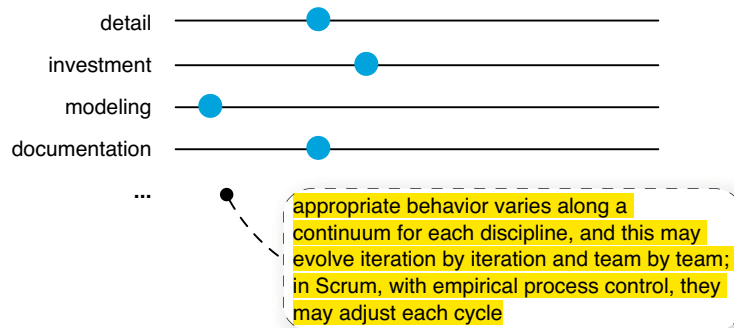 detail
investment
modeling
documentation
...
appropriate behavior varies along a
continuum for each discipline, and this may
evolve iteration by iteration and team by team;
in Scrum, with empirical process control, they
may adjust each cycle